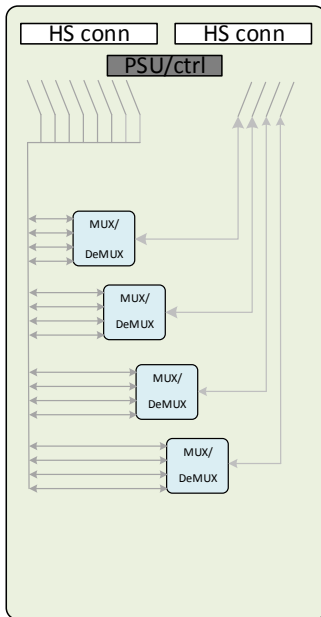 HS conn
HS conn
PSU/ctrl
MUX/
DeMUX
MUX/
DeMUX
MUX/
DeMUX
MUX/
DeMUX